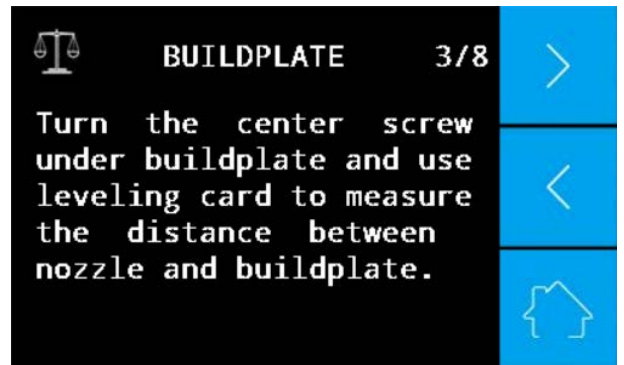 BUILDPLATE 3/8
Turn the center screw
under buildplate and use
leveling card to measure
the distance between
nozzle and buildplate.